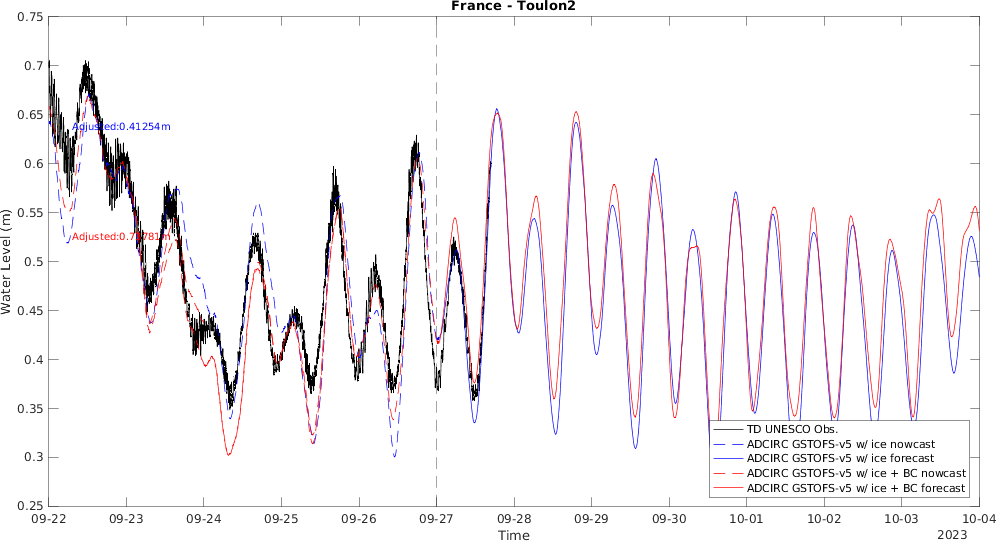 France - Toulon2
0.75
0.7
0.65
0.6
0.55
0.5
0.45
0.4
0.35
0.3
0.25
Water Level (m)
Adjusted:0.41254m
TD UNESCO Obs.
ADCIRC GSTOFS-v5 w/ ice nowcast
ADCIRC GSTOFS-v5 w/ ice forecast
ADCIRC GSTOFS-v5 w/ ice + BC nowcast
ADCIRC GSTOFS-v5 w/ ice + BC forecast
09-22 09-23 09-24 09-25 09-26 09-27 09-28 09-29 09-30 10-01 10-02 10-03 10-04
Time
2023